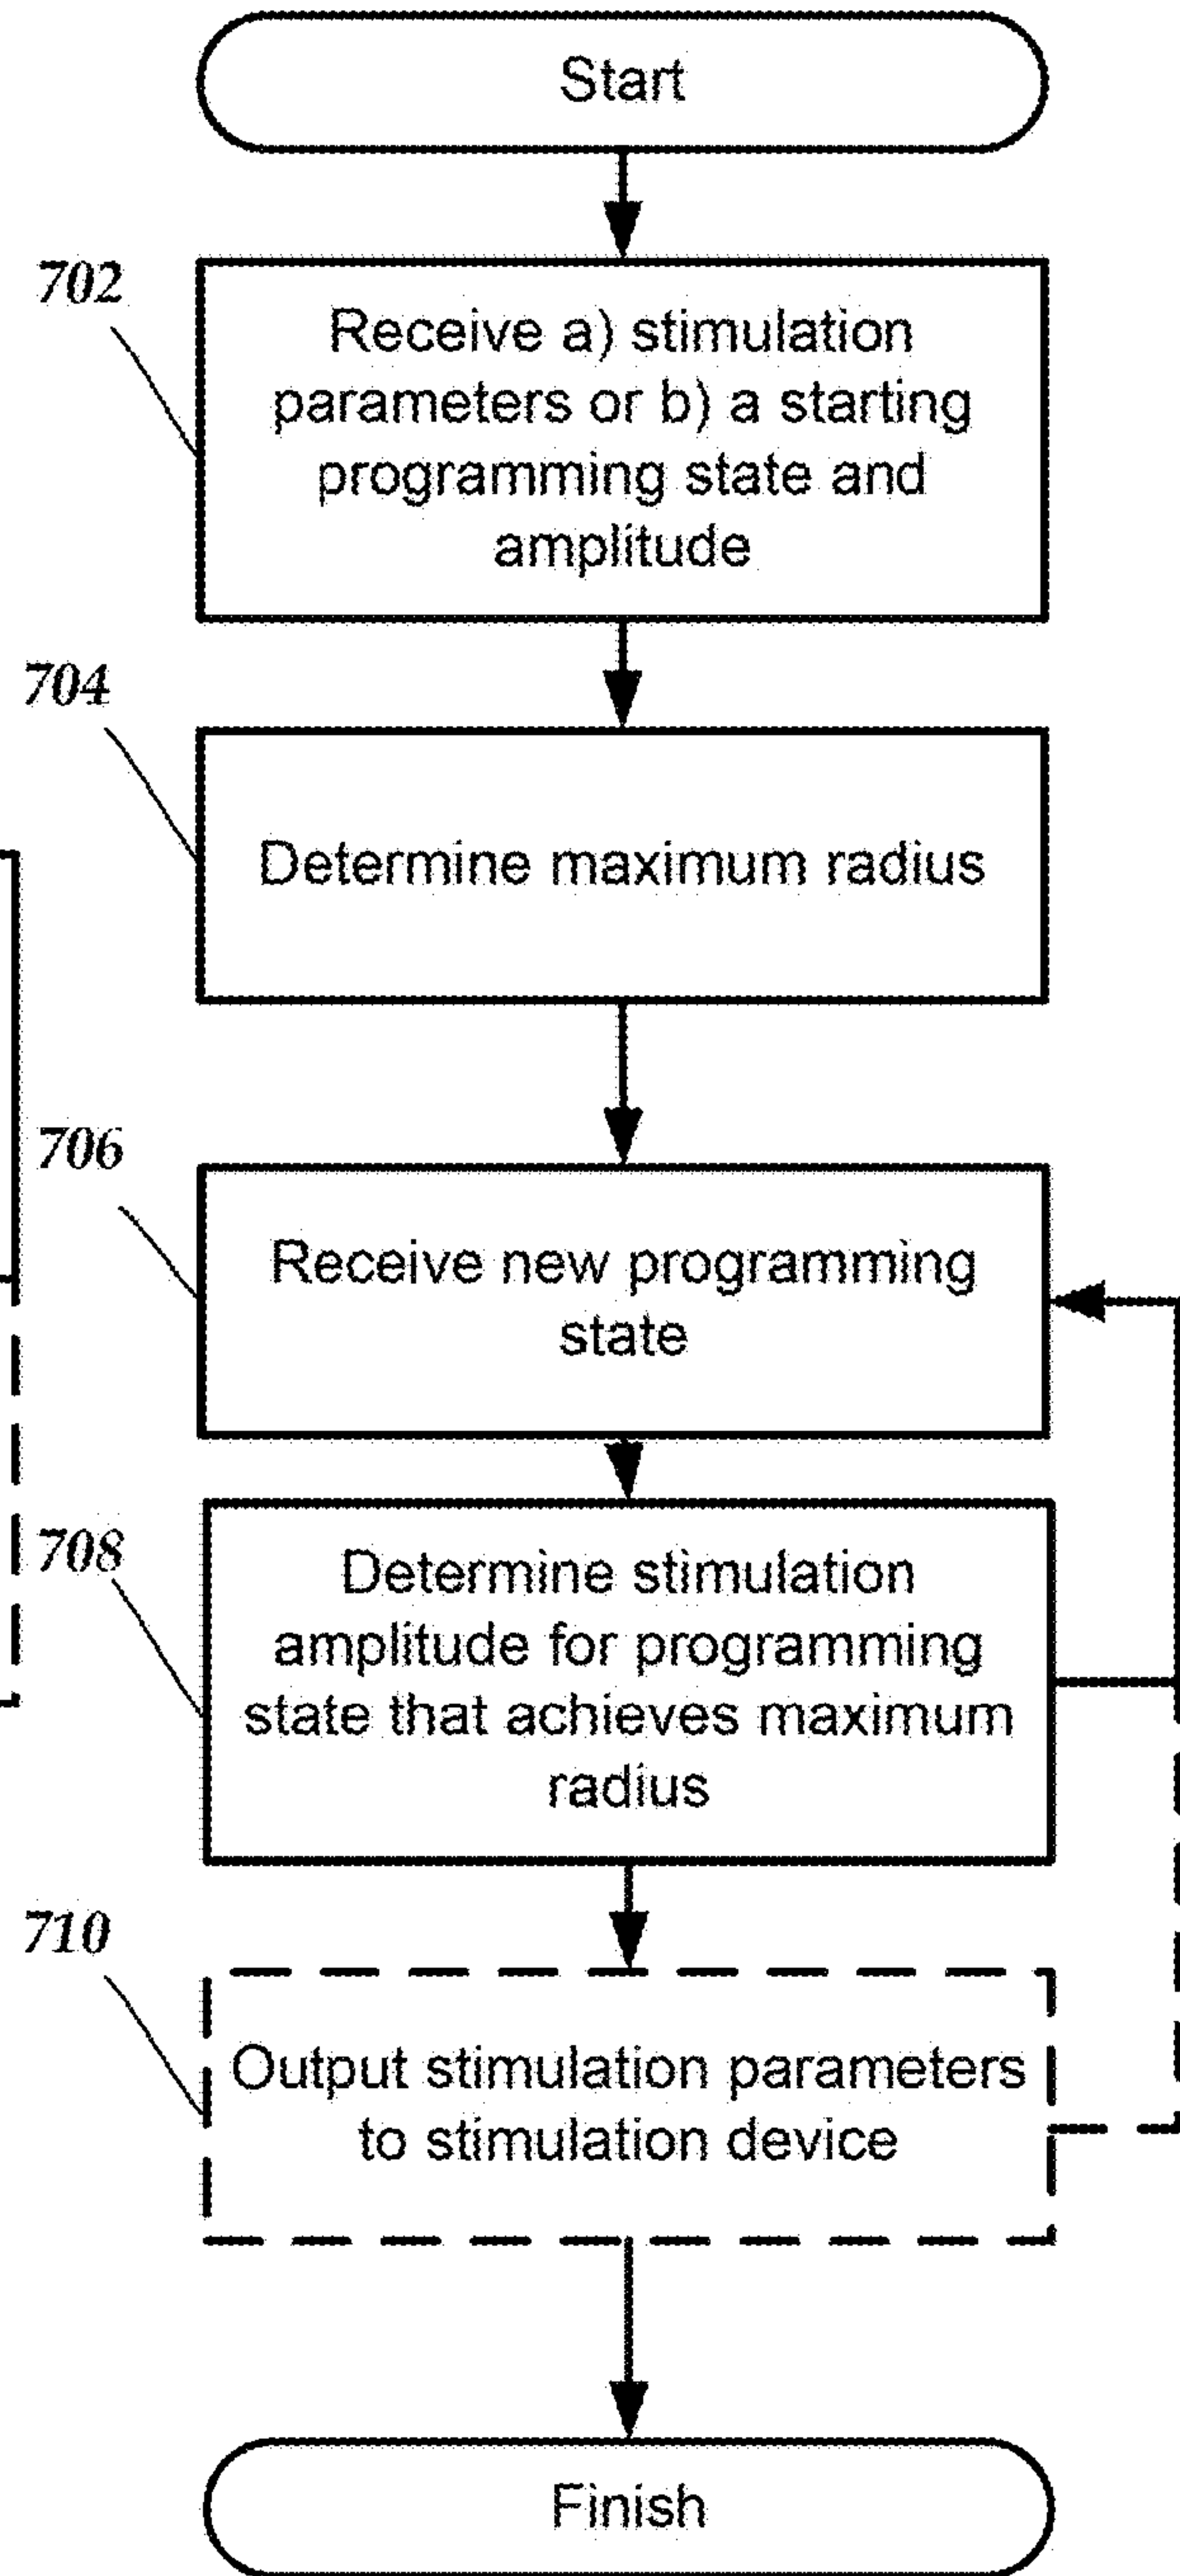 Start
702
Receive a) stimulation
parameters or b) a starting
programming state and
amplitude
704
Determine maximum radius
706
Receive new programming
state
708
Determine stimulation
amplitude for programming
state that achieves maximum
radius
710
Output stimulation parameters
to stimulation device
Finish